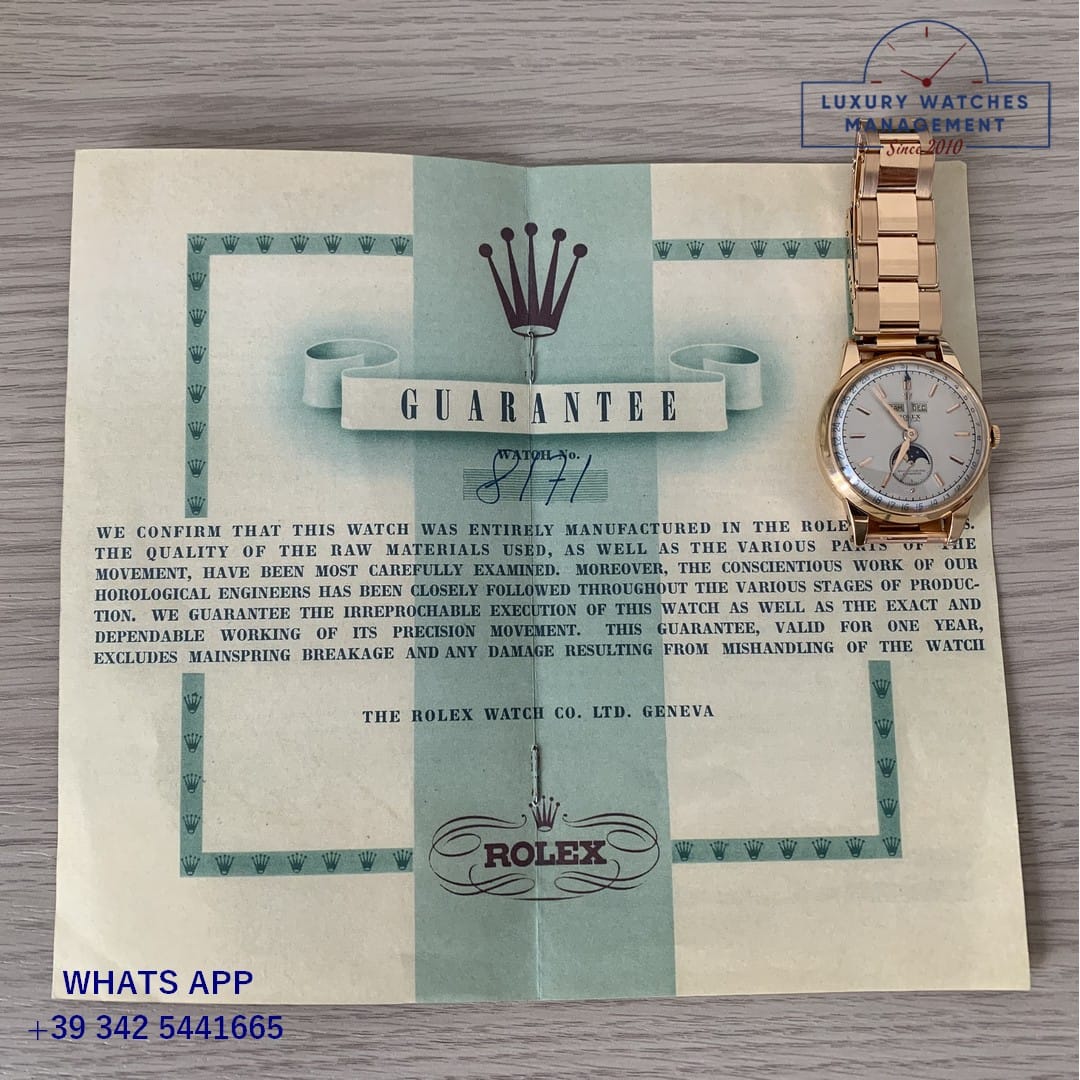 LUXURY WATCHES
MANAGEMENT
Since 2010
GUARANTEE
WATCH No.
8171
WE CONFIRM THAT THIS WATCH WAS ENTIRELY MANUFACTURED IN THE ROLE S.
THE QUALITY OF THE RAW MATERIALS USED, AS WELL AS THE VARIOUS PARTS OF THE
MOVEMENT, HAVE BEEN MOST CAREFULLY EXAMINED. MOREOVER, THE CONSCIENTIOUS WORK OF OUR
HOROLOGICAL ENGINEERS HAS BEEN CLOSELY FOLLOWED THROUGHOUT THE VARIOUS STAGES OF PRODUC-
TION. WE GUARANTEE THE IRREPROCHABLE EXECUTION OF THIS WATCH AS WELL AS THE EXACT AND
DEPENDABLE WORKING OF ITS PRECISION MOVEMENT. THIS GUARANTEE, VALID FOR ONE YEAR,
EXCLUDES MAINSPRING BREAKAGE AND ANY DAMAGE RESULTING FROM MISHANDLING OF THE WATCH
THE ROLEX WATCH CO. LTD. GENEVA
ROLEX
WHATS APP
+39 342 5441665